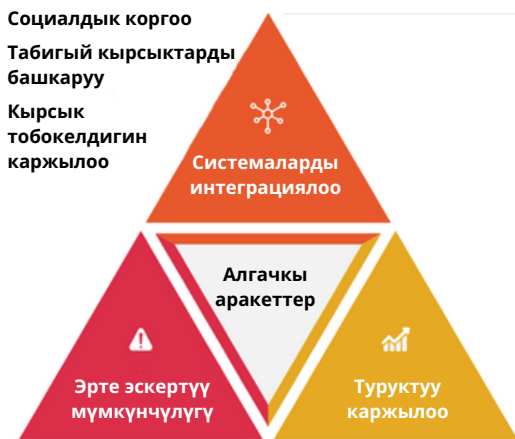 Социалдык коргоо
Табигый кырсыктарды
башкаруу
Кырсык
тобокелдигин
каржылоо
Системаларды
интеграциялоо
Алгачкы
аракеттер
Эрте эскертүү
мүмкүнчүлүгү
Туруктуу
каржылоо